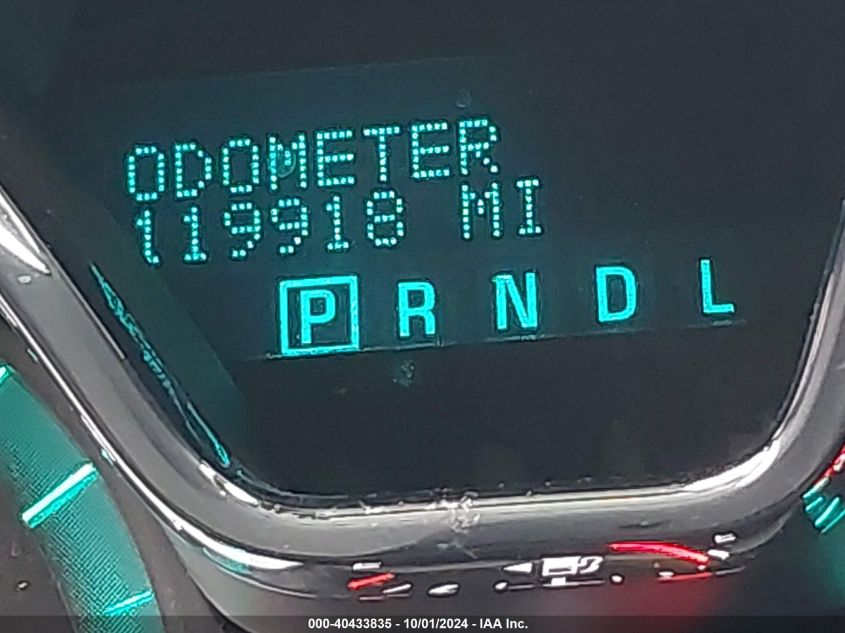 ODOMETER
119918 MI
P R N D L
000-40433835 - 10/01/2024 - IAA Inc.